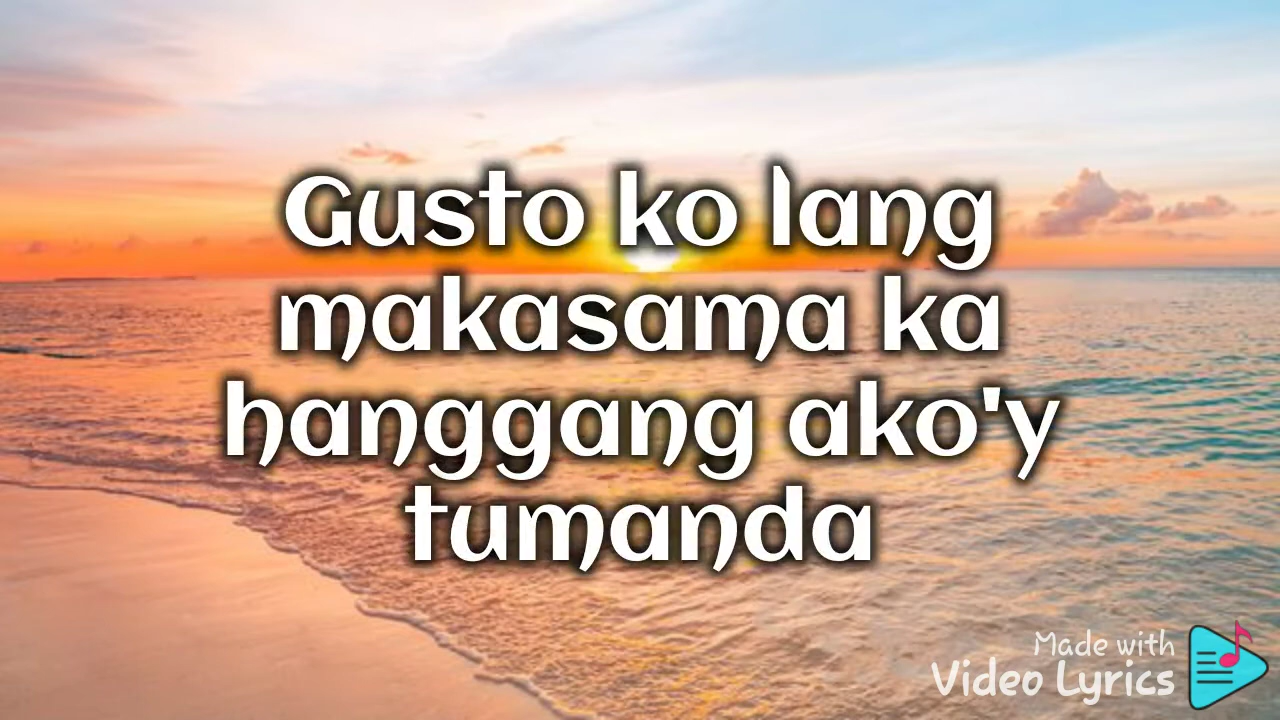 Gusto ko lang
makasama ka
hanggang ako'y
tumanda
Made with
Video Lyrics